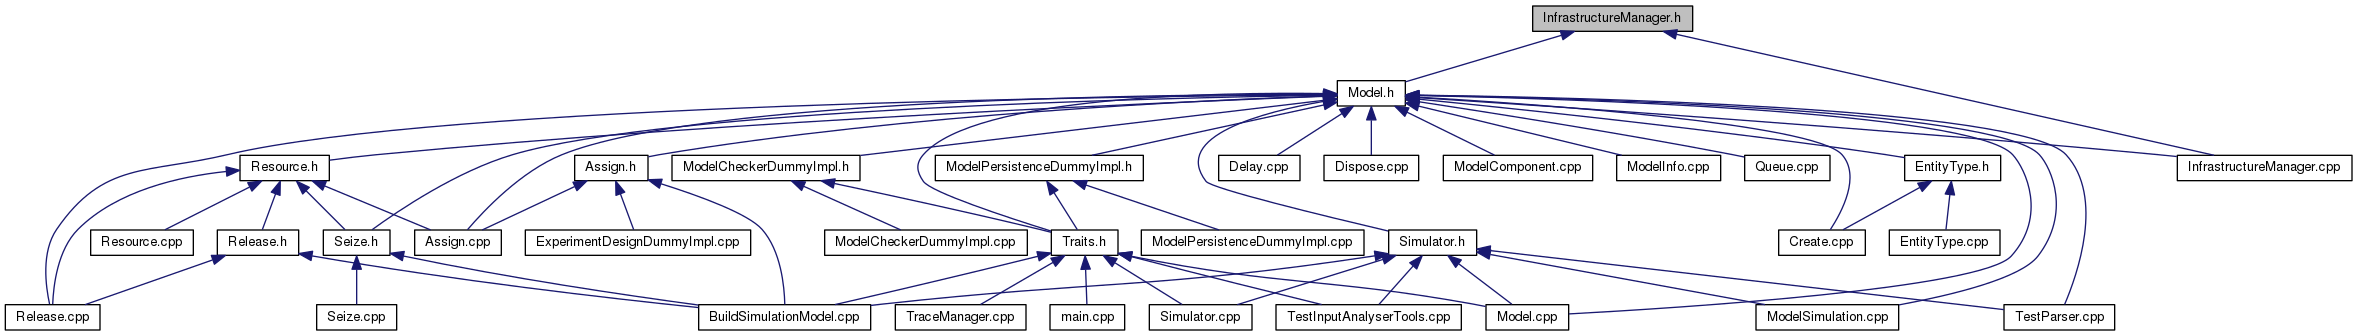 InfrastructureManager.h
Model.h
Resource.h
Assign.h
ModelCheckerDummyImpl.h
ModelPersistenceDummyImpl.h
Delay.cpp
Dispose.cpp
ModelComponent.cpp
ModelInfo.cpp
Queue.cpp
EntityType.h
InfrastructureManager.cpp
Resource.cpp
Release.h
Seize.h
Assign.cpp
ExperimentDesignDummyImpl.cpp
ModelCheckerDummyImpl.cpp
Traits.h
ModelPersistenceDummyImpl.cpp
Simulator.h
Create.cpp
EntityType.cpp
Release.cpp
Seize.cpp
BuildSimulationModel.cpp
TraceManager.cpp
main.cpp
Simulator.cpp
TestInputAnalyserTools.cpp
Model.cpp
ModelSimulation.cpp
TestParser.cpp